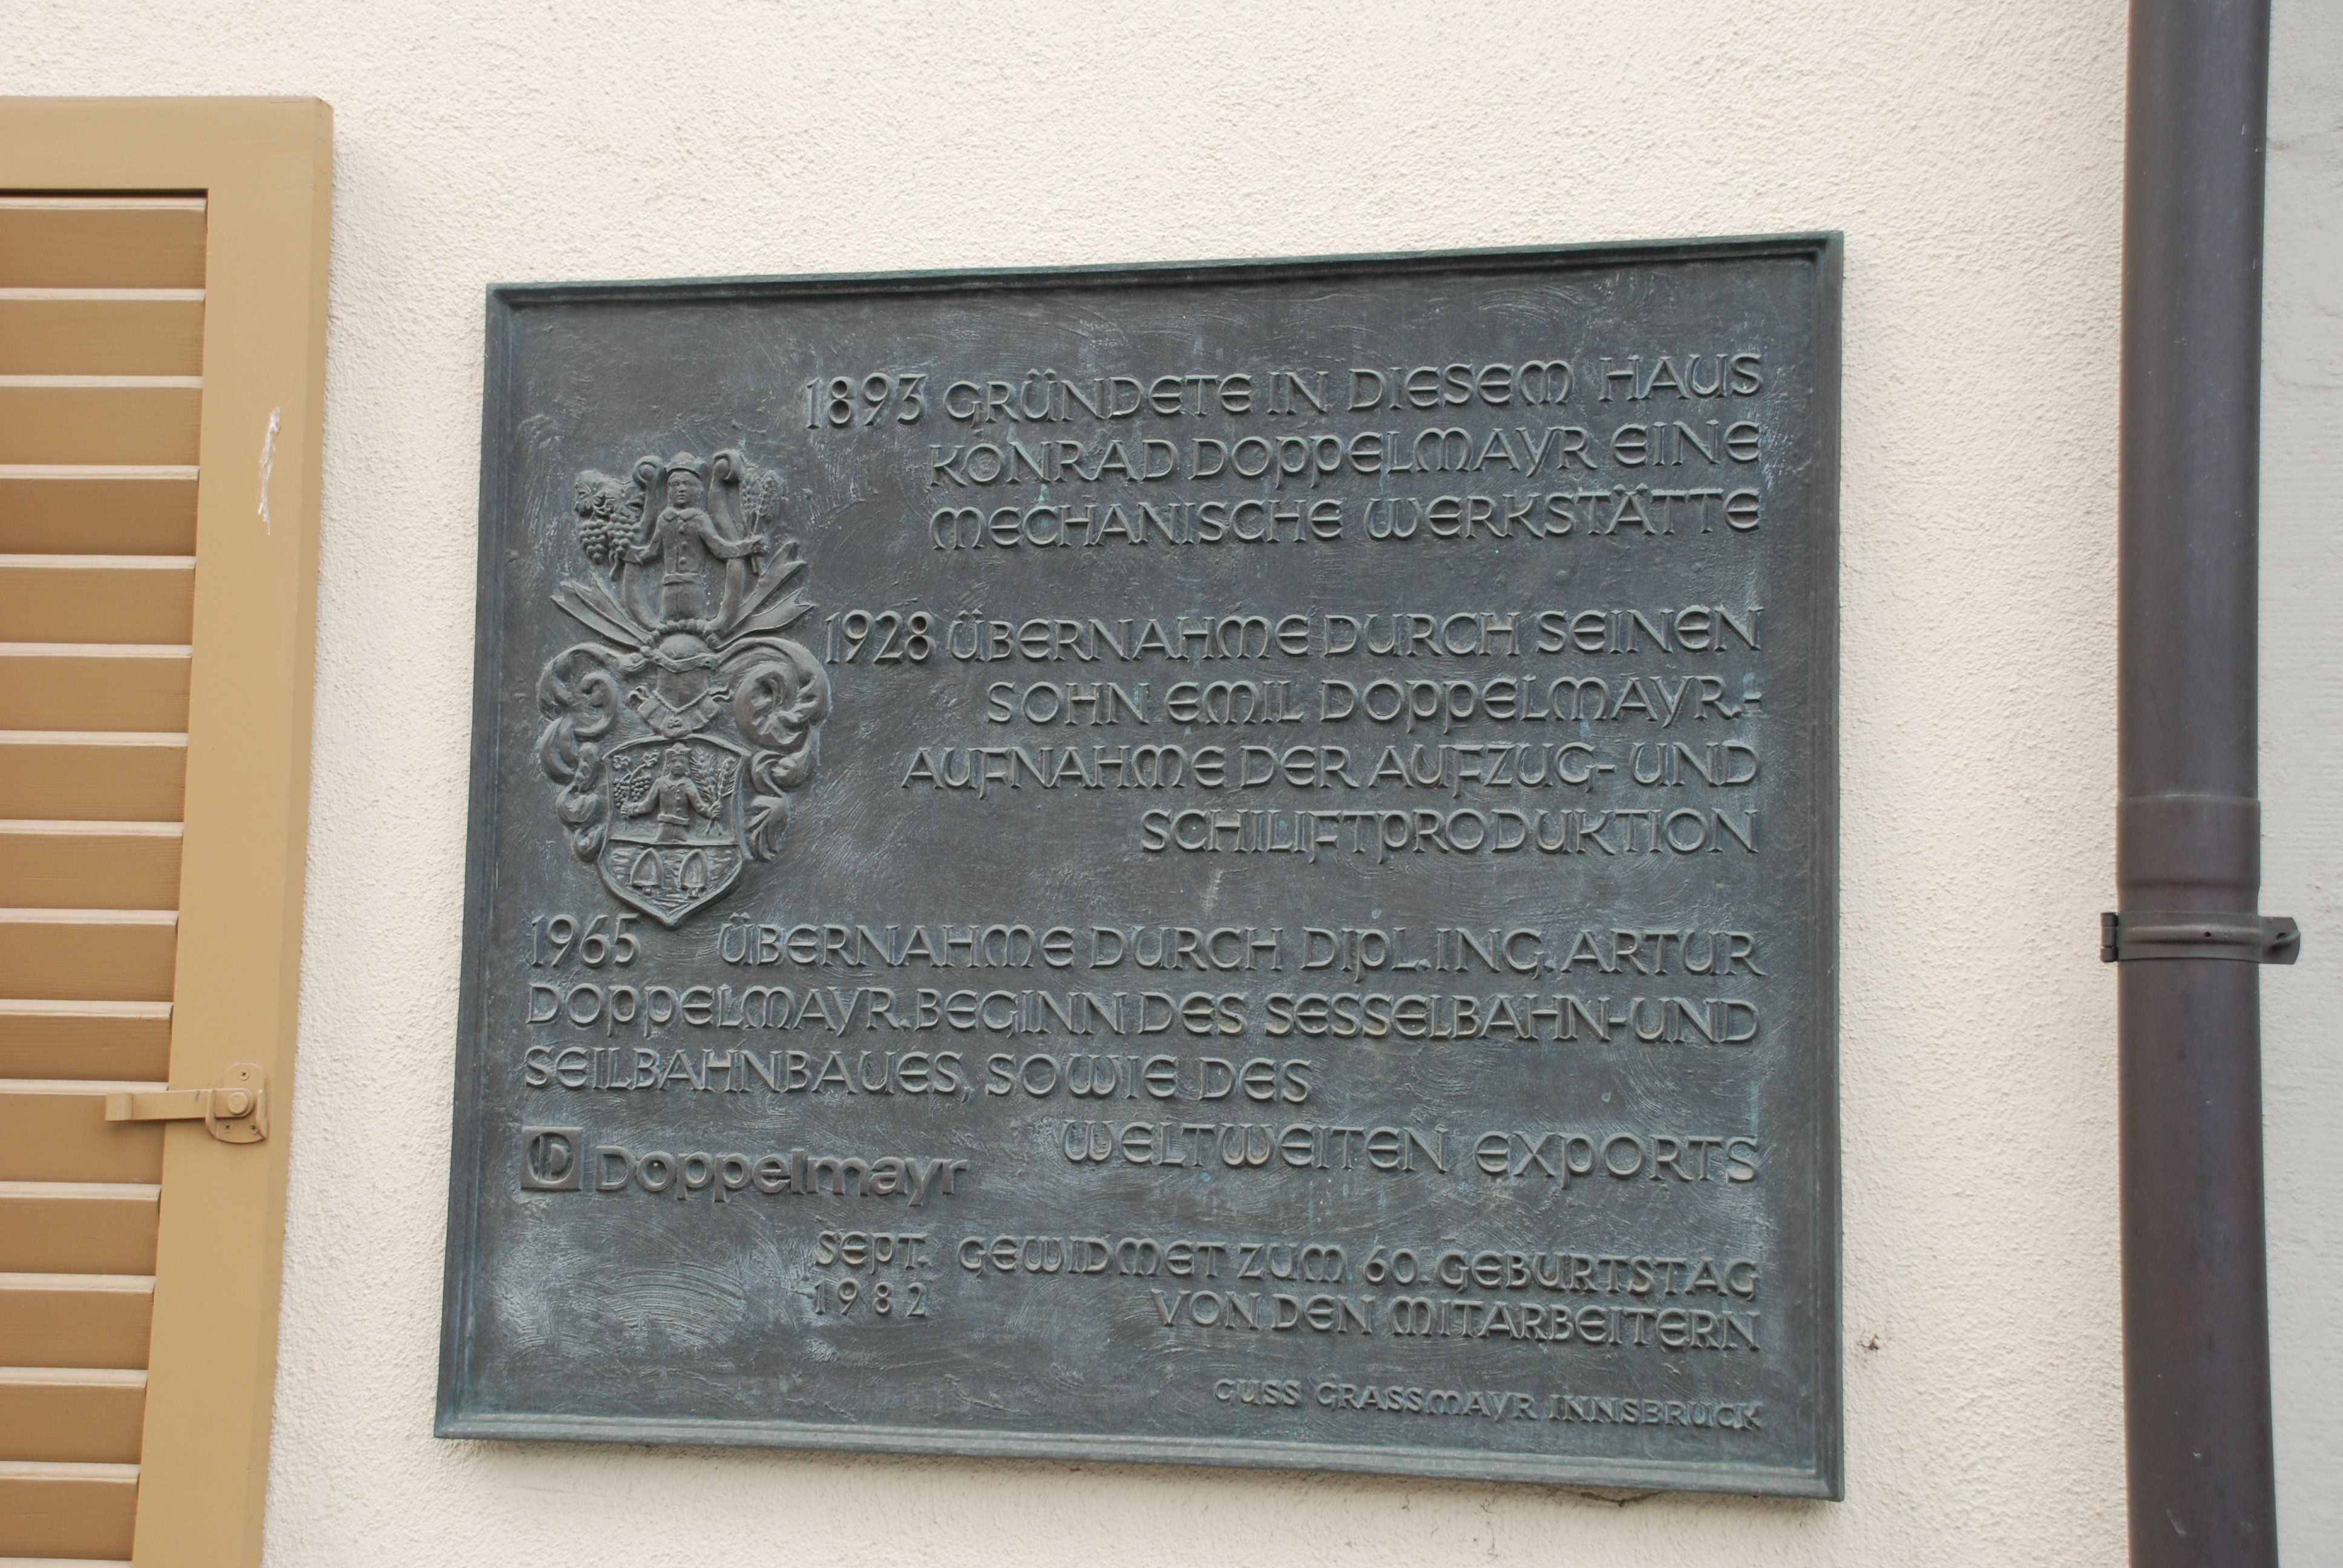 1893 GRÜNDETE IN DIESEM HAUS
KONRAD DOPPELMAYR EINE
MECHANISCHE WERKSTÄTTE
1928 ÜBERNAHME DURCH SEINEN
SOHN EMIL DOPPELMAYR.-
AUFNAHME DER AUFZUG- UND
SCHILIFTPRODUKTION
1965 ÜBERNAHME DURCH DIPL.ING.ARTUR
DOPPELMAYR.BEGINN DES SESSELBAHN-UND
SEILBAHNBAUES, SOWIE DES
WELTWEITEN EXPORTS
D Doppelmayr
SEPT. GEWIDMET ZUM 60. GEBURTSTAG
1982 VON DEN MITARBEITERN
GUSS GRASSMAYR INNSBRUCK